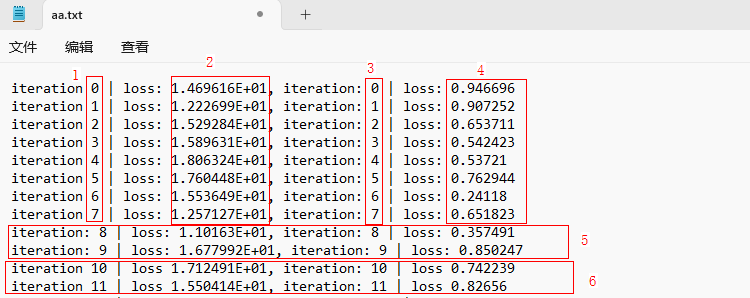 aa.txt
文件 编辑 查看
1 2 3 4
iteration 0 | loss: 1.469616E+01, iteration: 0 | loss: 0.946696
iteration 1 | loss: 1.222699E+01, iteration: 1 | loss: 0.907252
iteration 2 | loss: 1.529284E+01, iteration: 2 | loss: 0.653711
iteration 3 | loss: 1.589631E+01, iteration: 3 | loss: 0.542423
iteration 4 | loss: 1.806324E+01, iteration: 4 | loss: 0.53721
iteration 5 | loss: 1.760448E+01, iteration: 5 | loss: 0.762944
iteration 6 | loss: 1.553649E+01, iteration: 6 | loss: 0.24118
iteration 7 | loss: 1.257127E+01, iteration: 7 | loss: 0.651823
iteration: 8 | loss: 1.10163E+01, iteration: 8 | loss: 0.357491
iteration: 9 | loss: 1.677992E+01, iteration: 9 | loss: 0.850247
5
iteration 10 | loss 1.712491E+01, iteration: 10 | loss 0.742239
iteration 11 | loss 1.550414E+01, iteration: 11 | loss 0.82656
6